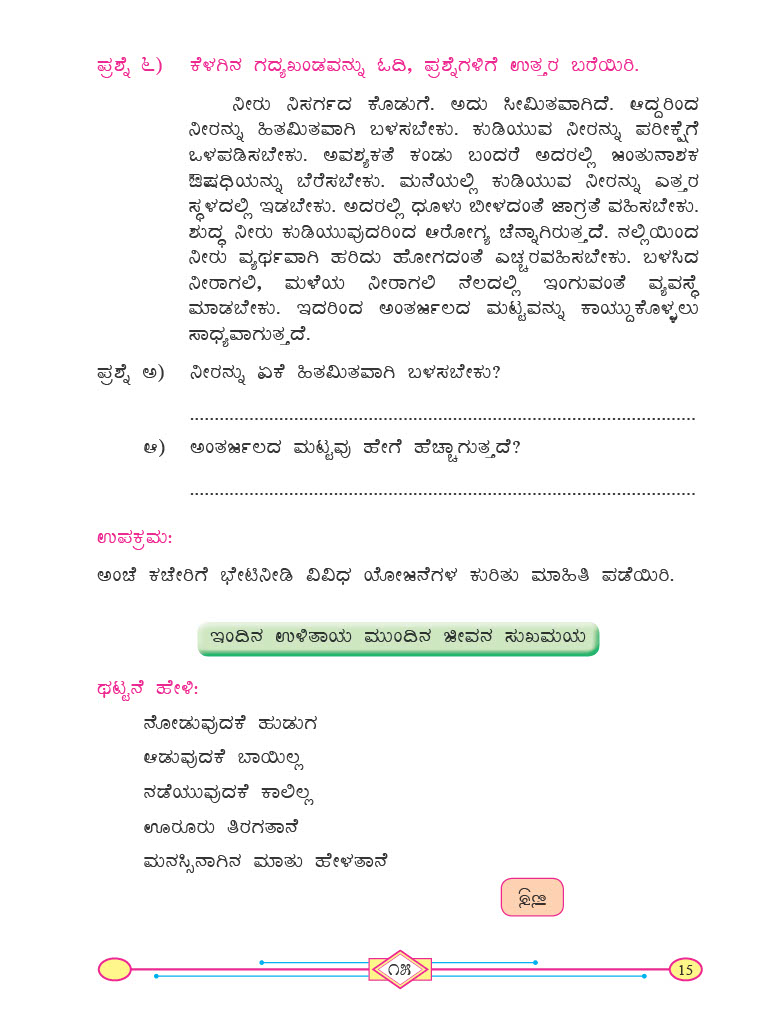 ಪ್ರಶ್ನೆ ೬) ಕೆಳಗಿನ ಗದ್ಯಖಂಡವನ್ನು ಓದಿ, ಪ್ರಶ್ನೆಗಳಿಗೆ ಉತ್ತರ ಬರೆಯಿರಿ.
ನೀರು ನಿಸರ್ಗದ ಕೊಡುಗೆ. ಅದು ಸೀಮಿತವಾಗಿದೆ. ಆದ್ದರಿಂದ
ನೀರನ್ನು ಹಿತಮಿತವಾಗಿ ಬಳಸಬೇಕು. ಕುಡಿಯುವ ನೀರನ್ನು ಪರೀಕ್ಷೆಗೆ
ಒಳಪಡಿಸಬೇಕು. ಅವಶ್ಯಕತೆ ಕಂಡು ಬಂದರೆ ಅದರಲ್ಲಿ ಜಂತುನಾಶಕ
ಔಷಧಿಯನ್ನು ಬೆರೆಸಬೇಕು. ಮನೆಯಲ್ಲಿ ಕುಡಿಯುವ ನೀರನ್ನು ಎತ್ತರ
ಸ್ಥಳದಲ್ಲಿ ಇಡಬೇಕು. ಅದರಲ್ಲಿ ಧೂಳು ಬೀಳದಂತೆ ಜಾಗ್ರತೆ ವಹಿಸಬೇಕು.
ಶುದ್ಧ ನೀರು ಕುಡಿಯುವುದರಿಂದ ಆರೋಗ್ಯ ಚೆನ್ನಾಗಿರುತ್ತದೆ. ನಲ್ಲಿಯಿಂದ
ನೀರು ವ್ಯರ್ಥವಾಗಿ ಹರಿದು ಹೋಗದಂತೆ ಎಚ್ಚರವಹಿಸಬೇಕು. ಬಳಸಿದ
ನೀರಾಗಲಿ, ಮಳೆಯ ನೀರಾಗಲಿ ನೆಲದಲ್ಲಿ ಇಂಗುವಂತೆ ವ್ಯವಸ್ಥೆ
ಮಾಡಬೇಕು. ಇದರಿಂದ ಅಂತರ್ಜಲದ ಮಟ್ಟವನ್ನು ಕಾಯ್ದುಕೊಳ್ಳಲು
ಸಾಧ್ಯವಾಗುತ್ತದೆ.
ಪ್ರಶ್ನೆ ಅ) ನೀರನ್ನು ಏಕೆ ಹಿತಮಿತವಾಗಿ ಬಳಸಬೇಕು?
.......................................................................................................
ಆ) ಅಂತರ್ಜಲದ ಮಟ್ಟವು ಹೇಗೆ ಹೆಚ್ಚಾಗುತ್ತದೆ?
.......................................................................................................
ಉಪಕ್ರಮ:
ಅಂಚೆ ಕಚೇರಿಗೆ ಭೇಟಿನೀಡಿ ವಿವಿಧ ಯೋಜನೆಗಳ ಕುರಿತು ಮಾಹಿತಿ ಪಡೆಯಿರಿ.
ಇಂದಿನ ಉಳಿತಾಯ ಮುಂದಿನ ಜೀವನ ಸುಖಮಯ
ಥಟ್ಟನೆ ಹೇಳಿ:
ನೋಡುವುದಕೆ ಹುಡುಗ
ಆಡುವುದಕೆ ಬಾಯಿಲ್ಲ
ನಡೆಯುವುದಕೆ ಕಾಲಿಲ್ಲ
ಊರೂರು ತಿರಗತಾನೆ
ಮನಸ್ಸಿನಾಗಿನ ಮಾತು ಹೇಳತಾನೆ
೧೫
15